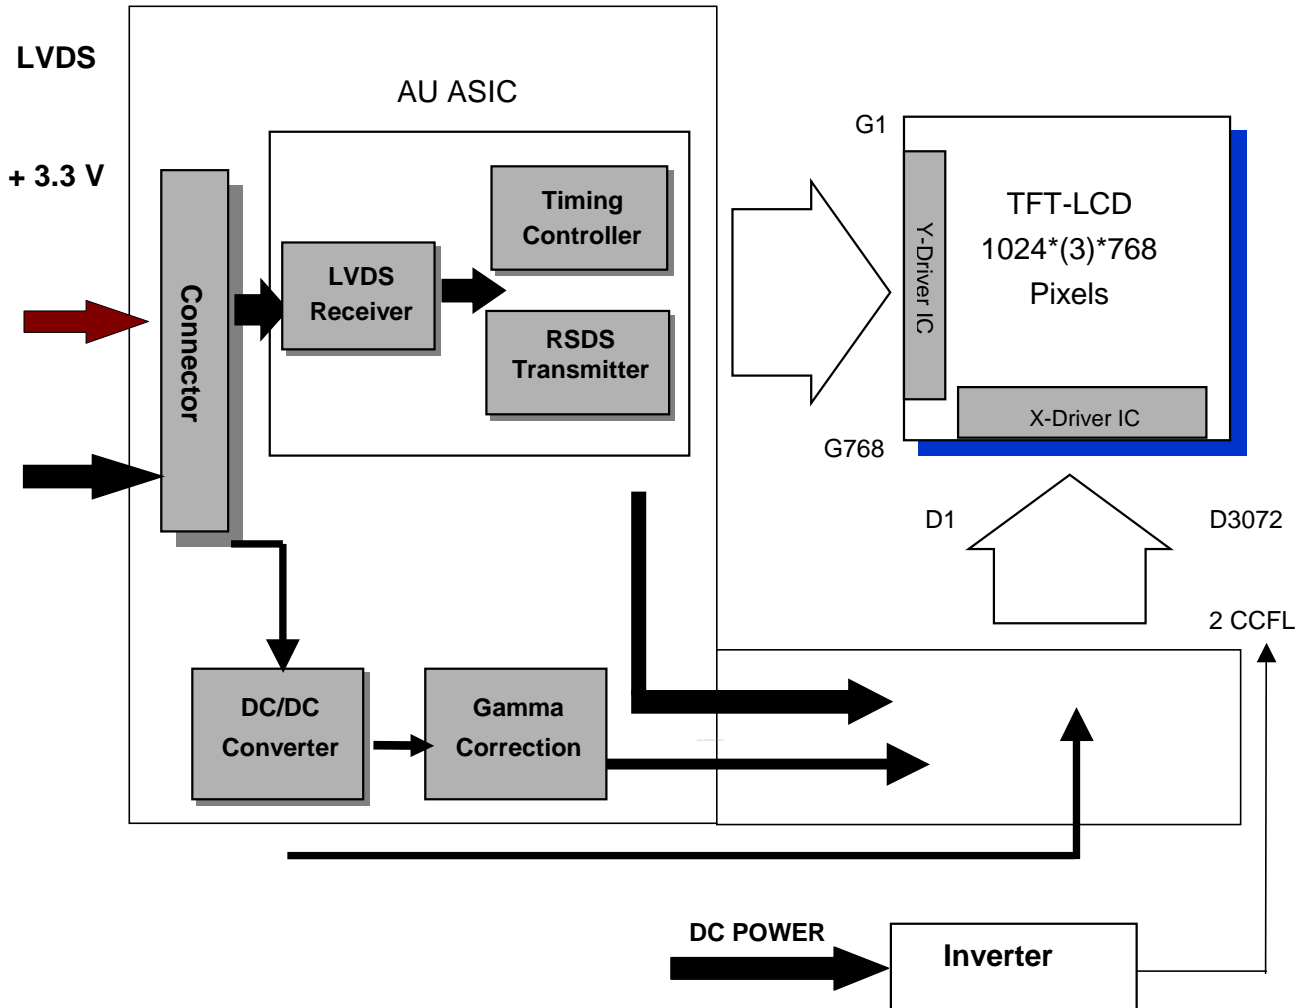 LVDS
+ 3.3 V
AU ASIC
Connector
LVDS
Receiver
Timing
Controller
RSDS
Transmitter
G1
G768
Y-Driver IC
TFT-LCD
1024*(3)*768
Pixels
X-Driver IC
D1
D3072
2 CCFL
DC/DC
Converter
Gamma
Correction
DC POWER
Inverter